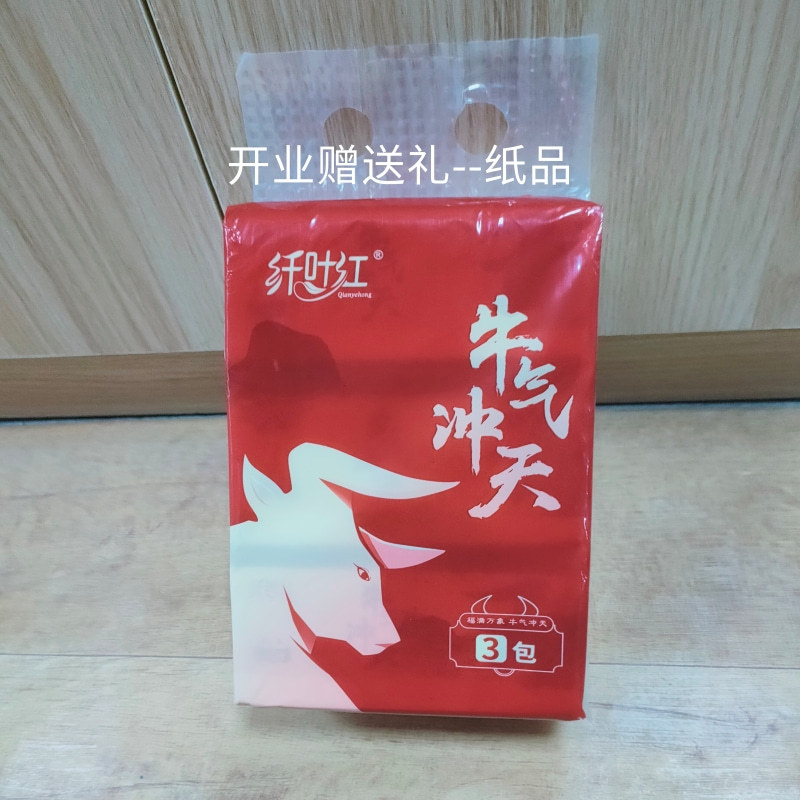 开业赠送礼--纸品
纤叶红®
Qianyehong
牛气
冲天
福满万象 牛气冲天
3包